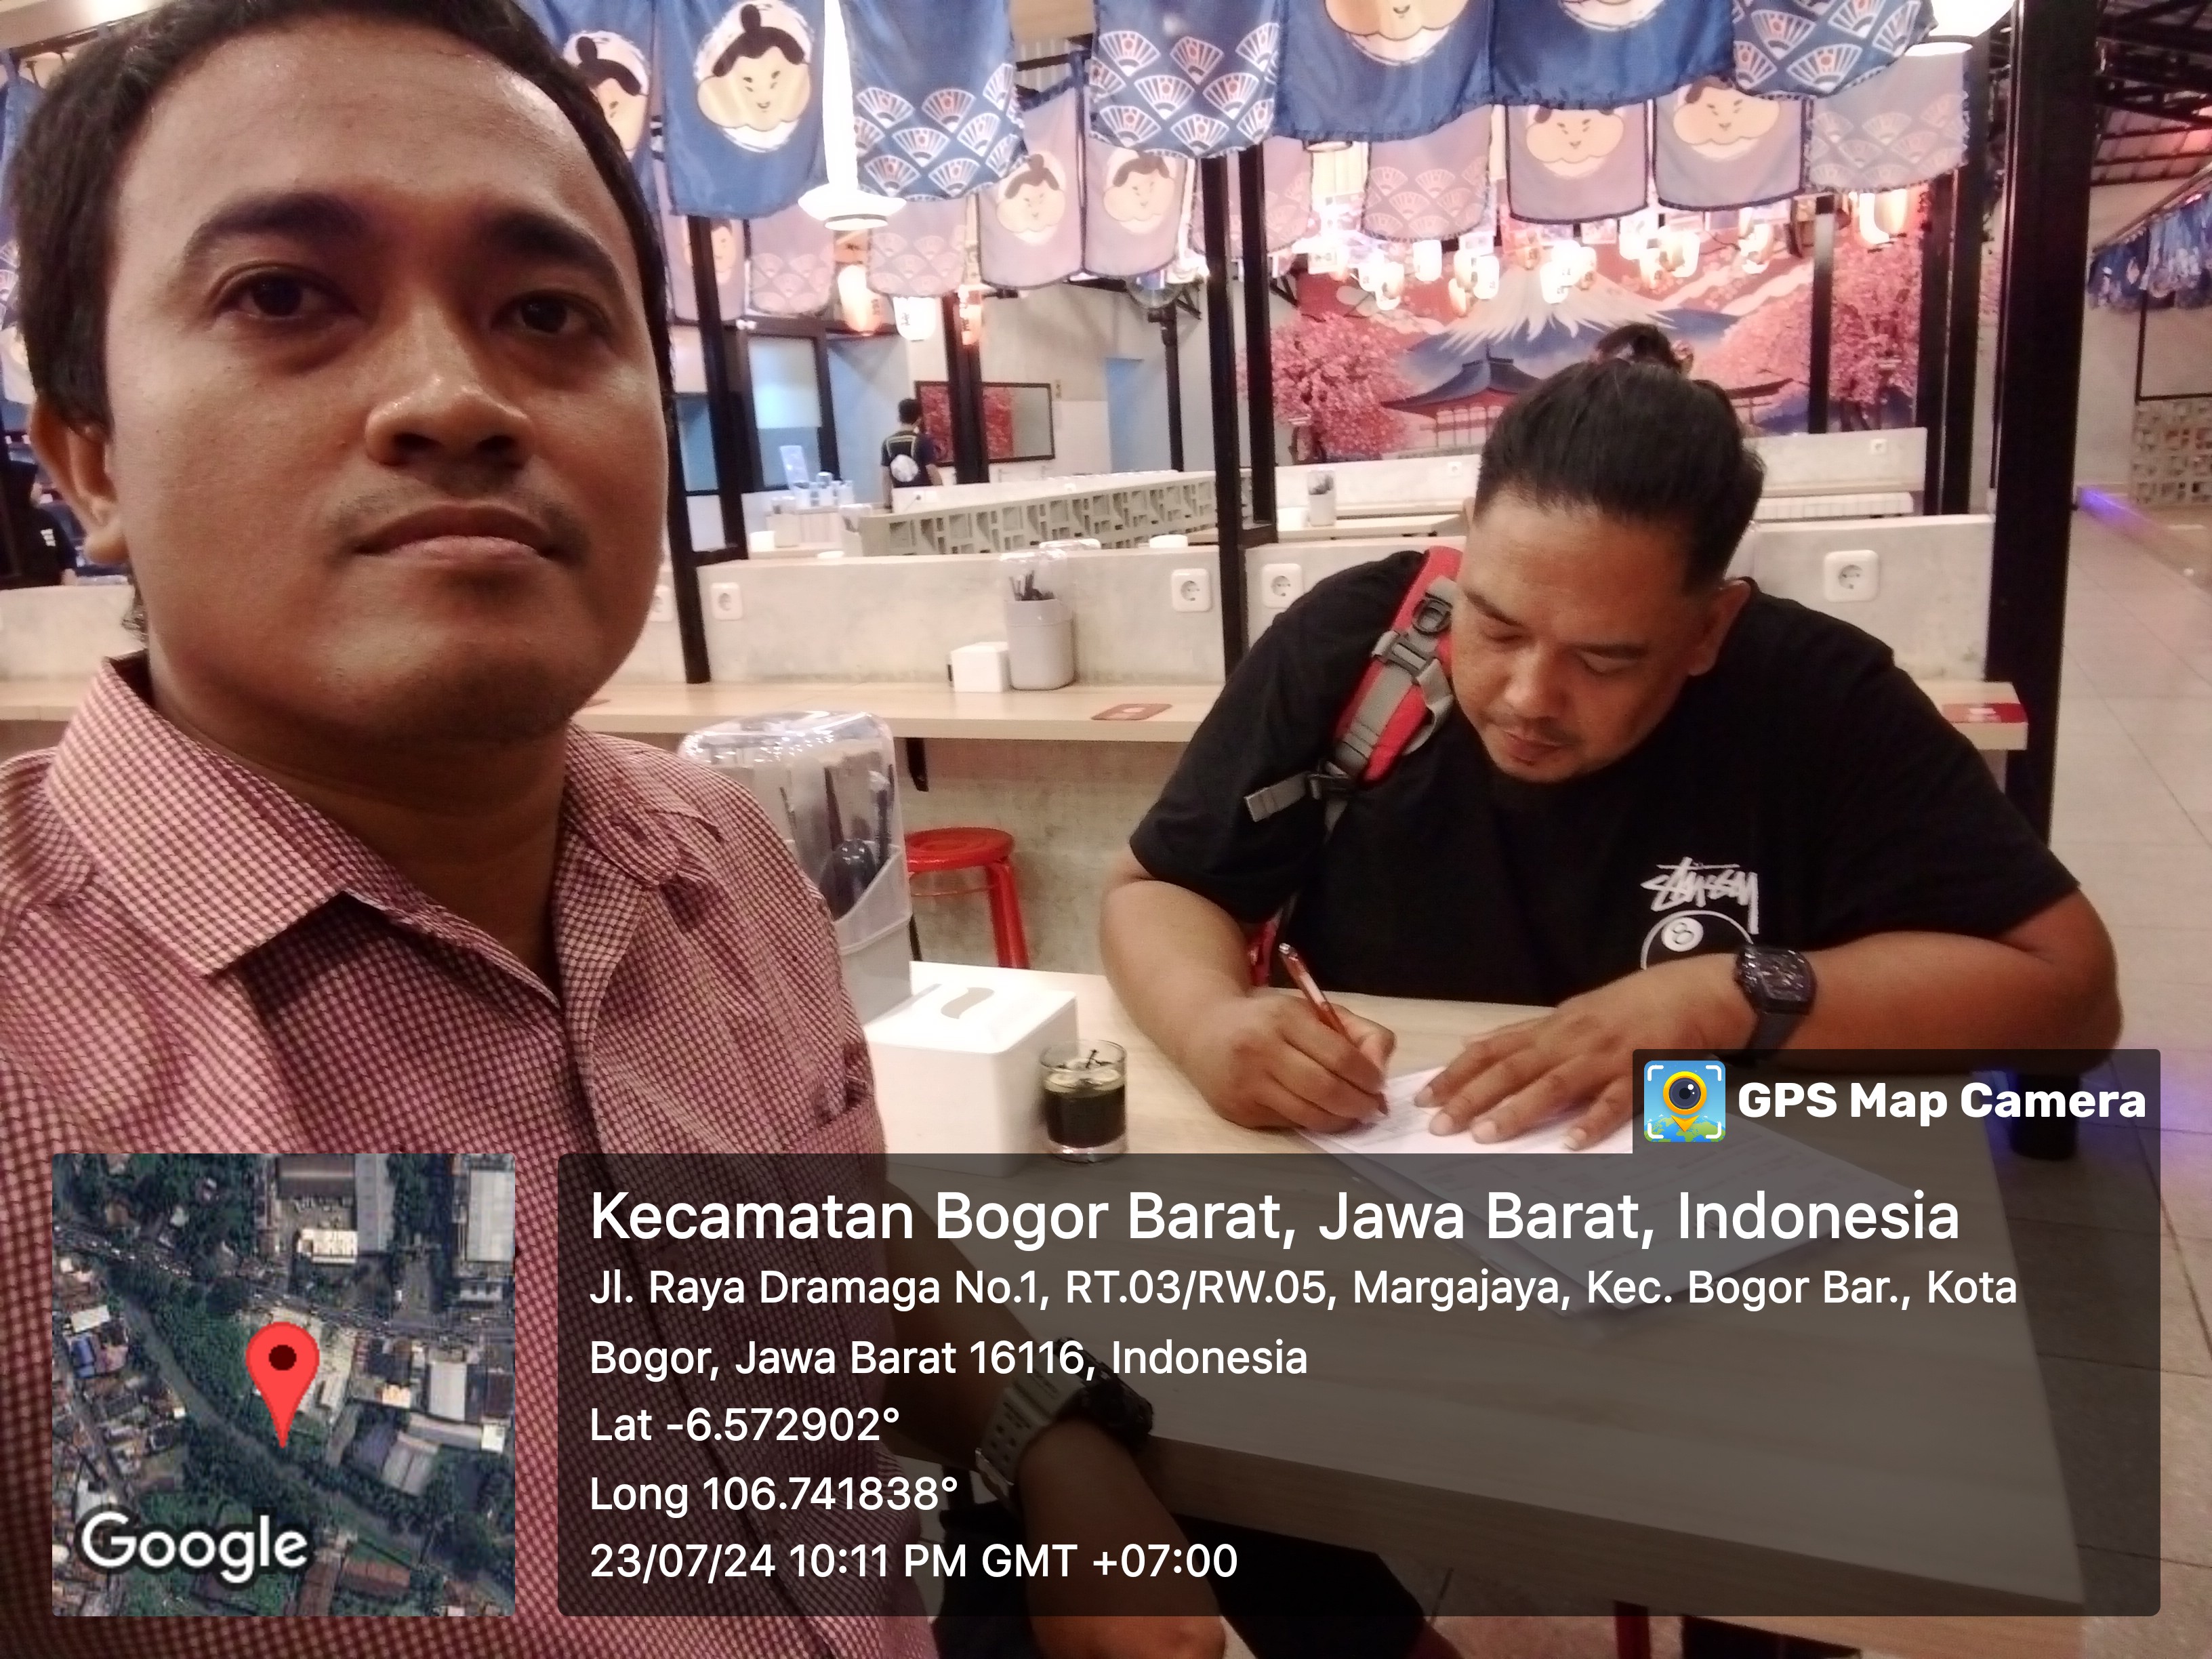 STÜSSY
8
GPS Map Camera
Kecamatan Bogor Barat, Jawa Barat, Indonesia
Jl. Raya Dramaga No.1, RT.03/RW.05, Margajaya, Kec. Bogor Bar., Kota
Bogor, Jawa Barat 16116, Indonesia
Lat -6.572902°
Long 106.741838°
23/07/24 10:11 PM GMT +07:00
Google